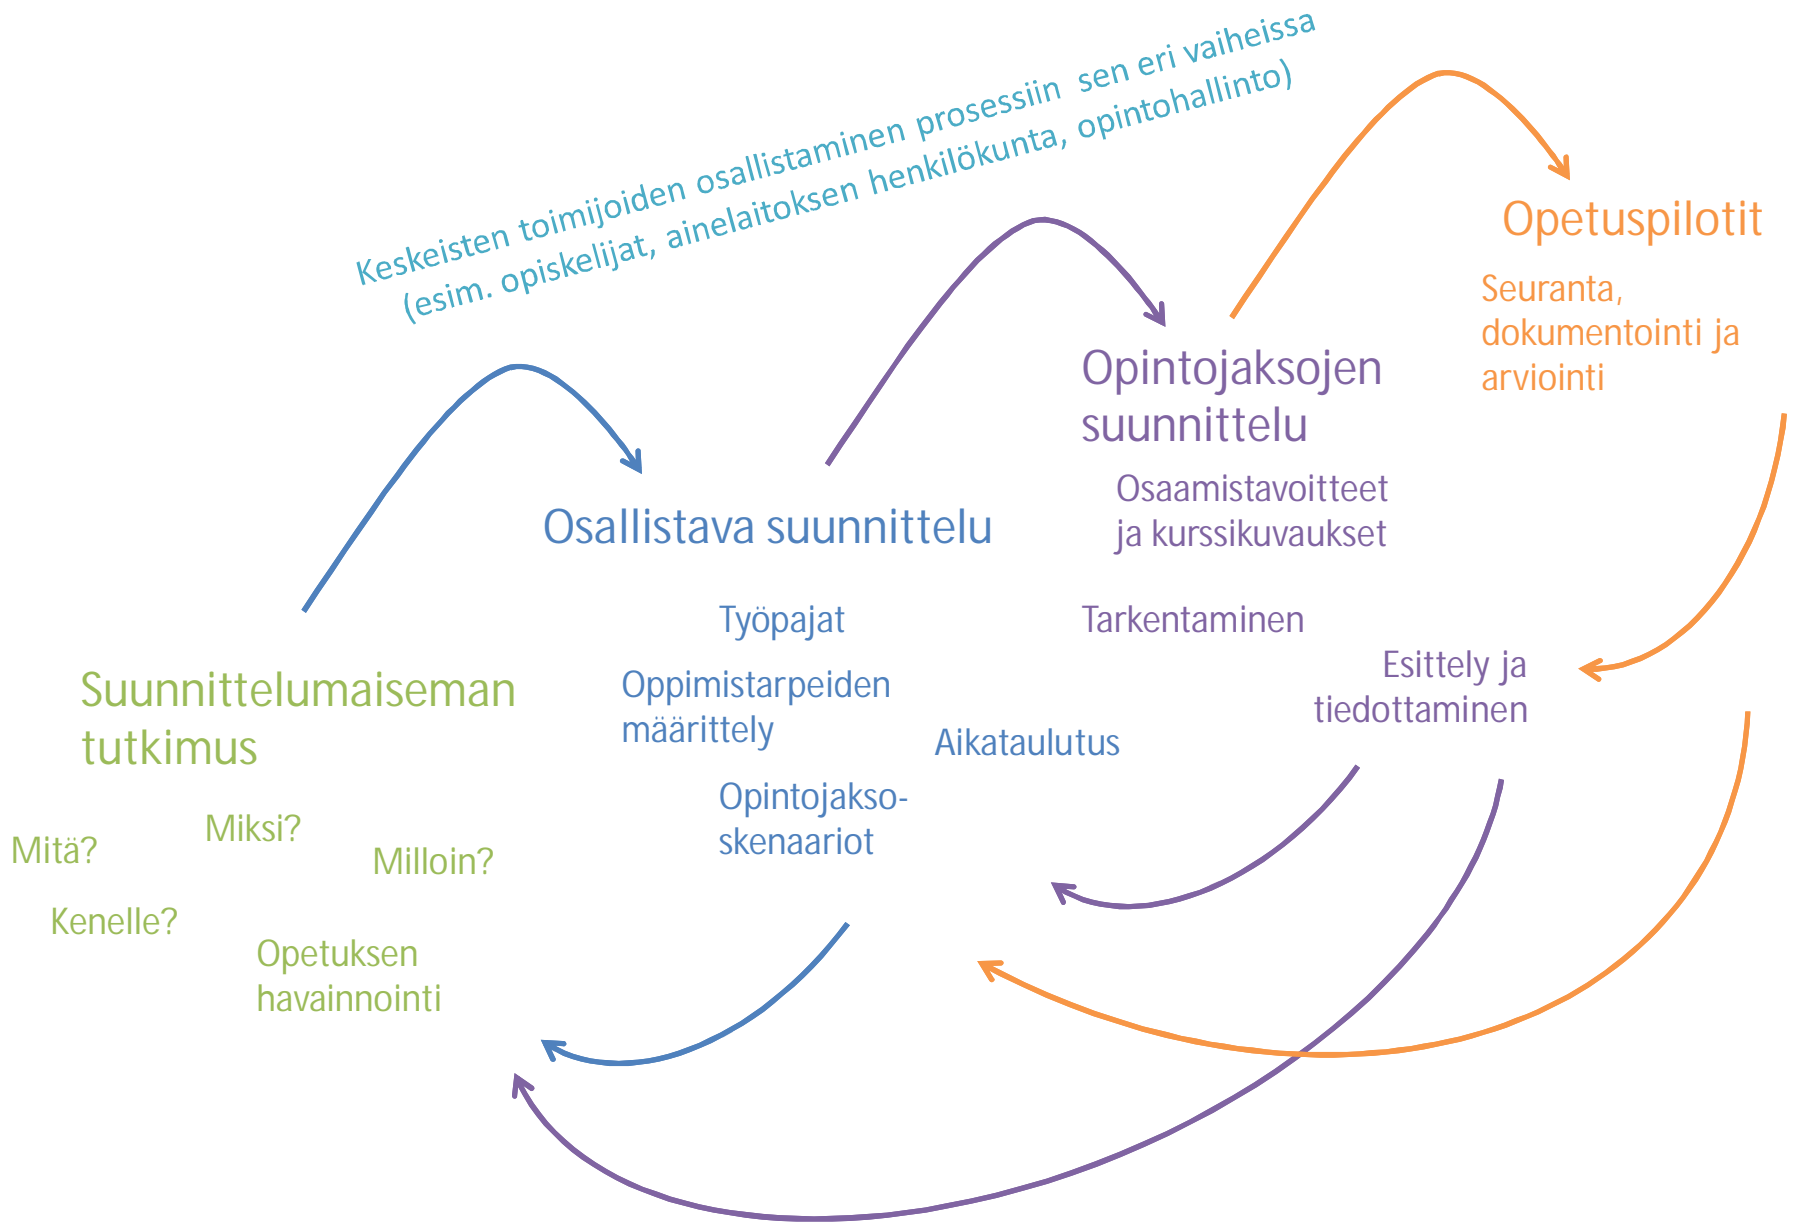 Keskeisten toimijoiden osallistaminen prosessiin sen eri vaiheissa
(esim. opiskelijat, ainelaitoksen henkilökunta, opintohallinto)
Opetuspilotit
Seuranta,
dokumentointi ja
arviointi
Opintojaksojen
suunnittelu
Osaamistavoitteet
ja kurssikuvaukset
Tarkentaminen
Esittely ja
tiedottaminen
Osallistava suunnittelu
Työpajat
Oppimistarpeiden
määrittely
Aikataulutus
Opintojakso-
skenaariot
Suunnittelumaiseman
tutkimus
Miksi?
Mitä?
Milloin?
Kenelle?
Opetuksen
havainnointi